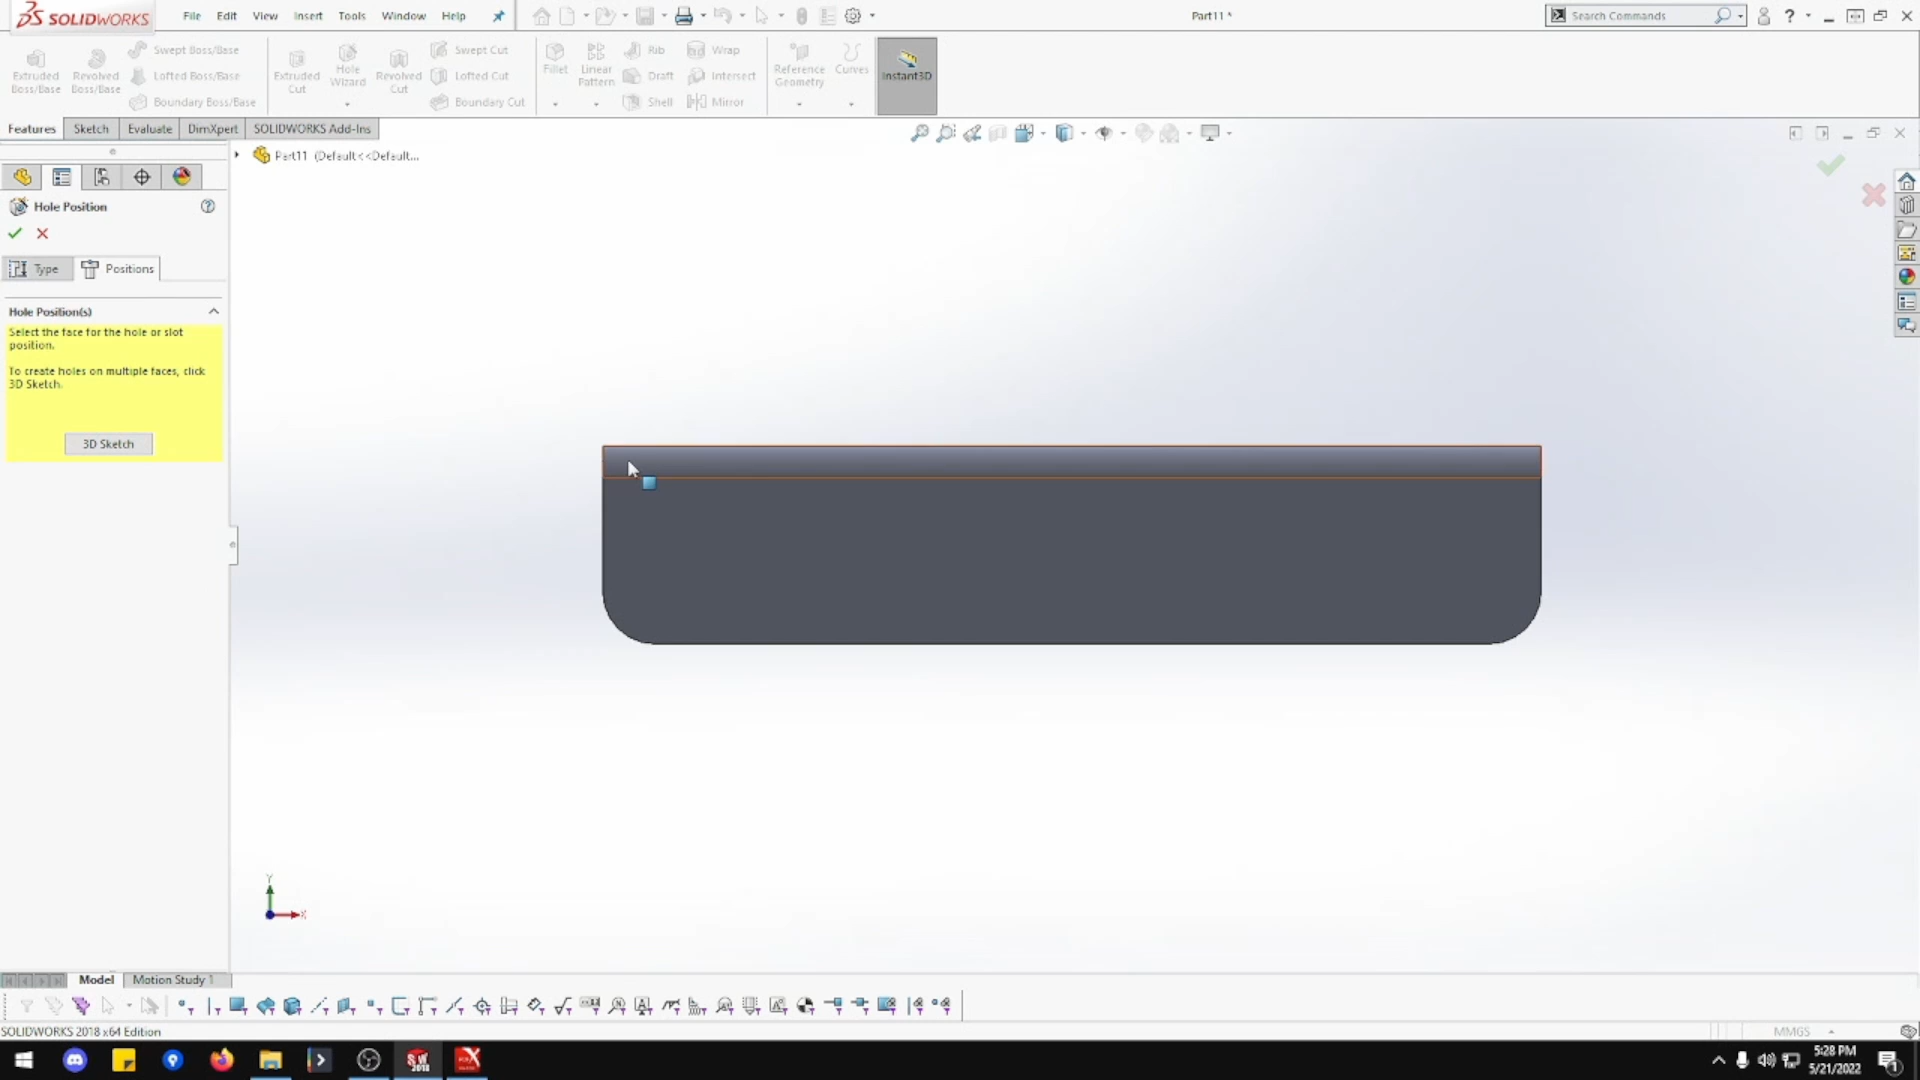 SOLIDWORKS
File Edit View Insert Tools Window Help
Part11 *
Search Commands
Extruded Boss/Base
Revolved Boss/Base
Swept Boss/Base
Lofted Boss/Base
Boundary Boss/Base
Extruded Cut
Hole Wizard
Revolved Cut
Swept Cut
Lofted Cut
Boundary Cut
Fillet
Linear Pattern
Rib
Draft
Shell
Wrap
Intersect
Mirror
Reference Geometry
Curves
Instant3D
Features Sketch Evaluate DimXpert SOLIDWORKS Add-Ins
Part11 (Default<<Default...
Hole Position
Type Positions
Hole Position(s)
Select the face for the hole or slot
position.
To create holes on multiple faces, click
3D Sketch.
3D Sketch
Y
X
Model Motion Study 1
SOLIDWORKS 2018 x64 Edition
MMGS
5:28 PM
5/21/2022